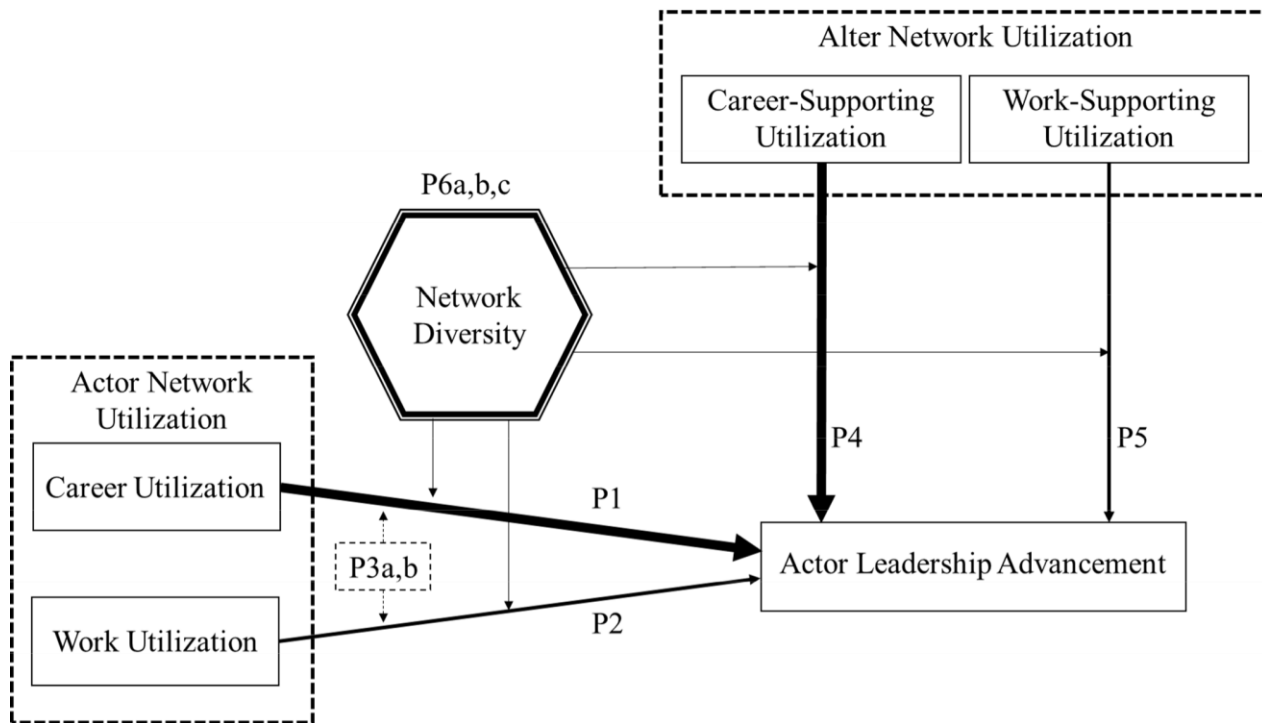 Alter Network Utilization
Career-Supporting
Utilization
Work-Supporting
Utilization
P6a,b,c
Network
Diversity
Actor Network
Utilization
Career Utilization
Work Utilization
P3a,b
P1
P2
P4
P5
Actor Leadership Advancement